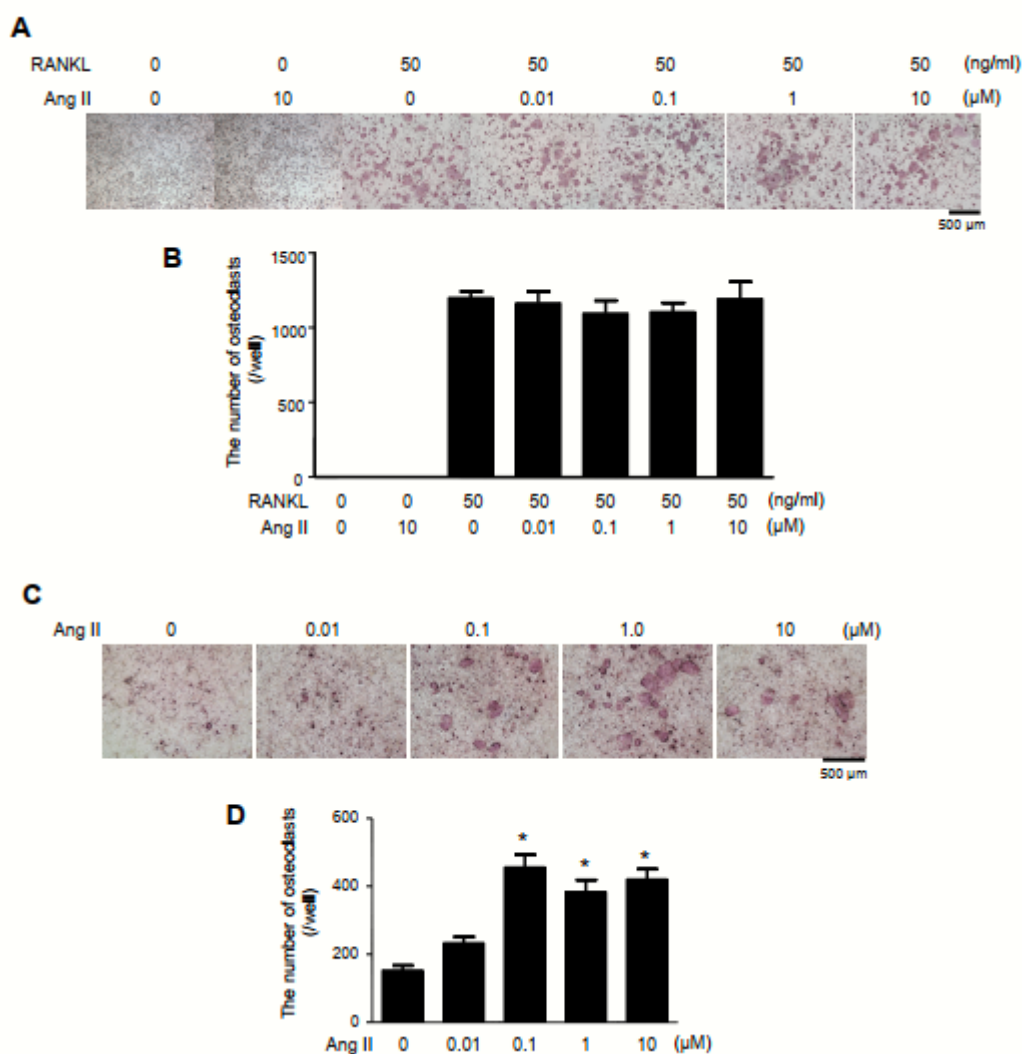 A
RANKL 0 0 50 50 50 50 50 (ng/ml)
Ang II 0 10 0 0.01 0.1 1 10 (µM)
500 µm
B
The number of osteoclasts
(/well)
1500
1000
500
0
RANKL 0 0 50 50 50 50 50 (ng/ml)
Ang II 0 10 0 0.01 0.1 1 10 (µM)
C
Ang II 0 0.01 0.1 1.0 10 (µM)
500 µm
D
The number of osteoclasts
(/well)
600
400
200
0
* * *
Ang II 0 0.01 0.1 1 10 (µM)